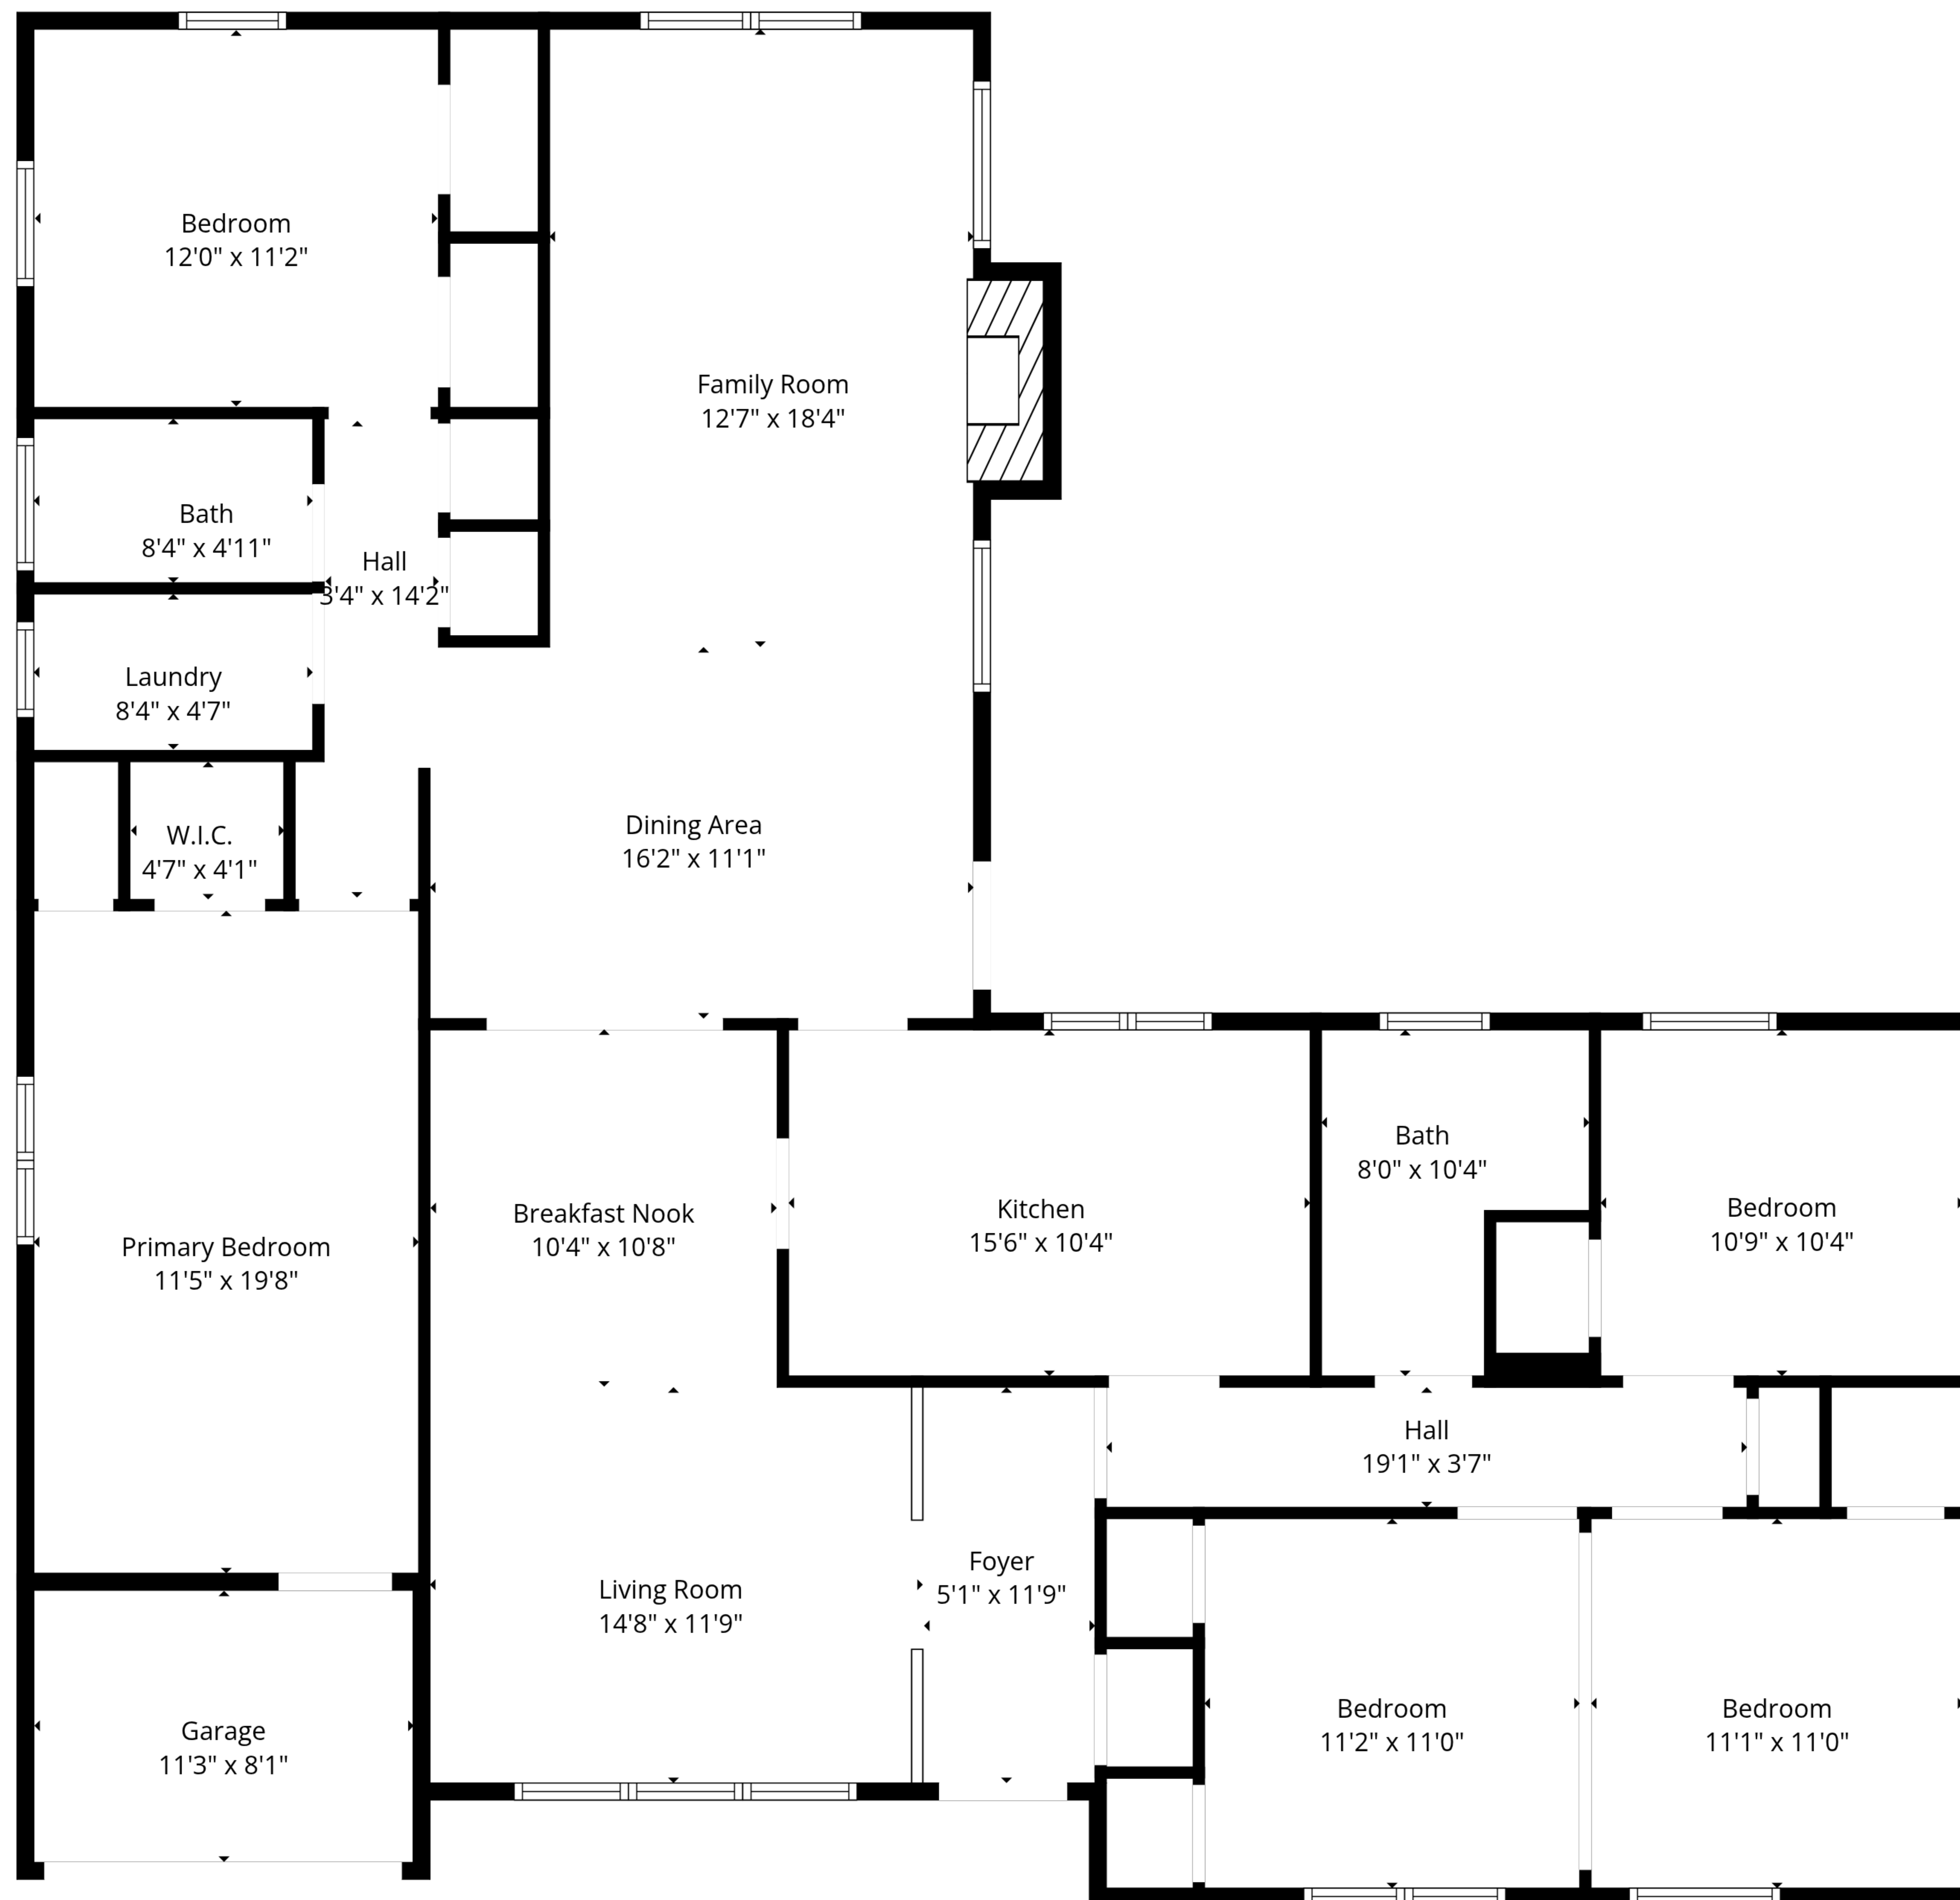 Bedroom
12'0" x 11'2"
Family Room
12'7" x 18'4"
Bath
8'4" x 4'11"
Hall
3'4" x 14'2"
Laundry
8'4" x 4'7"
W.I.C.
4'7" x 4'1"
Dining Area
16'2" x 11'1"
Primary Bedroom
11'5" x 19'8"
Breakfast Nook
10'4" x 10'8"
Kitchen
15'6" x 10'4"
Bath
8'0" x 10'4"
Bedroom
10'9" x 10'4"
Hall
19'1" x 3'7"
Foyer
5'1" x 11'9"
Living Room
14'8" x 11'9"
Garage
11'3" x 8'1"
Bedroom
11'2" x 11'0"
Bedroom
11'1" x 11'0"